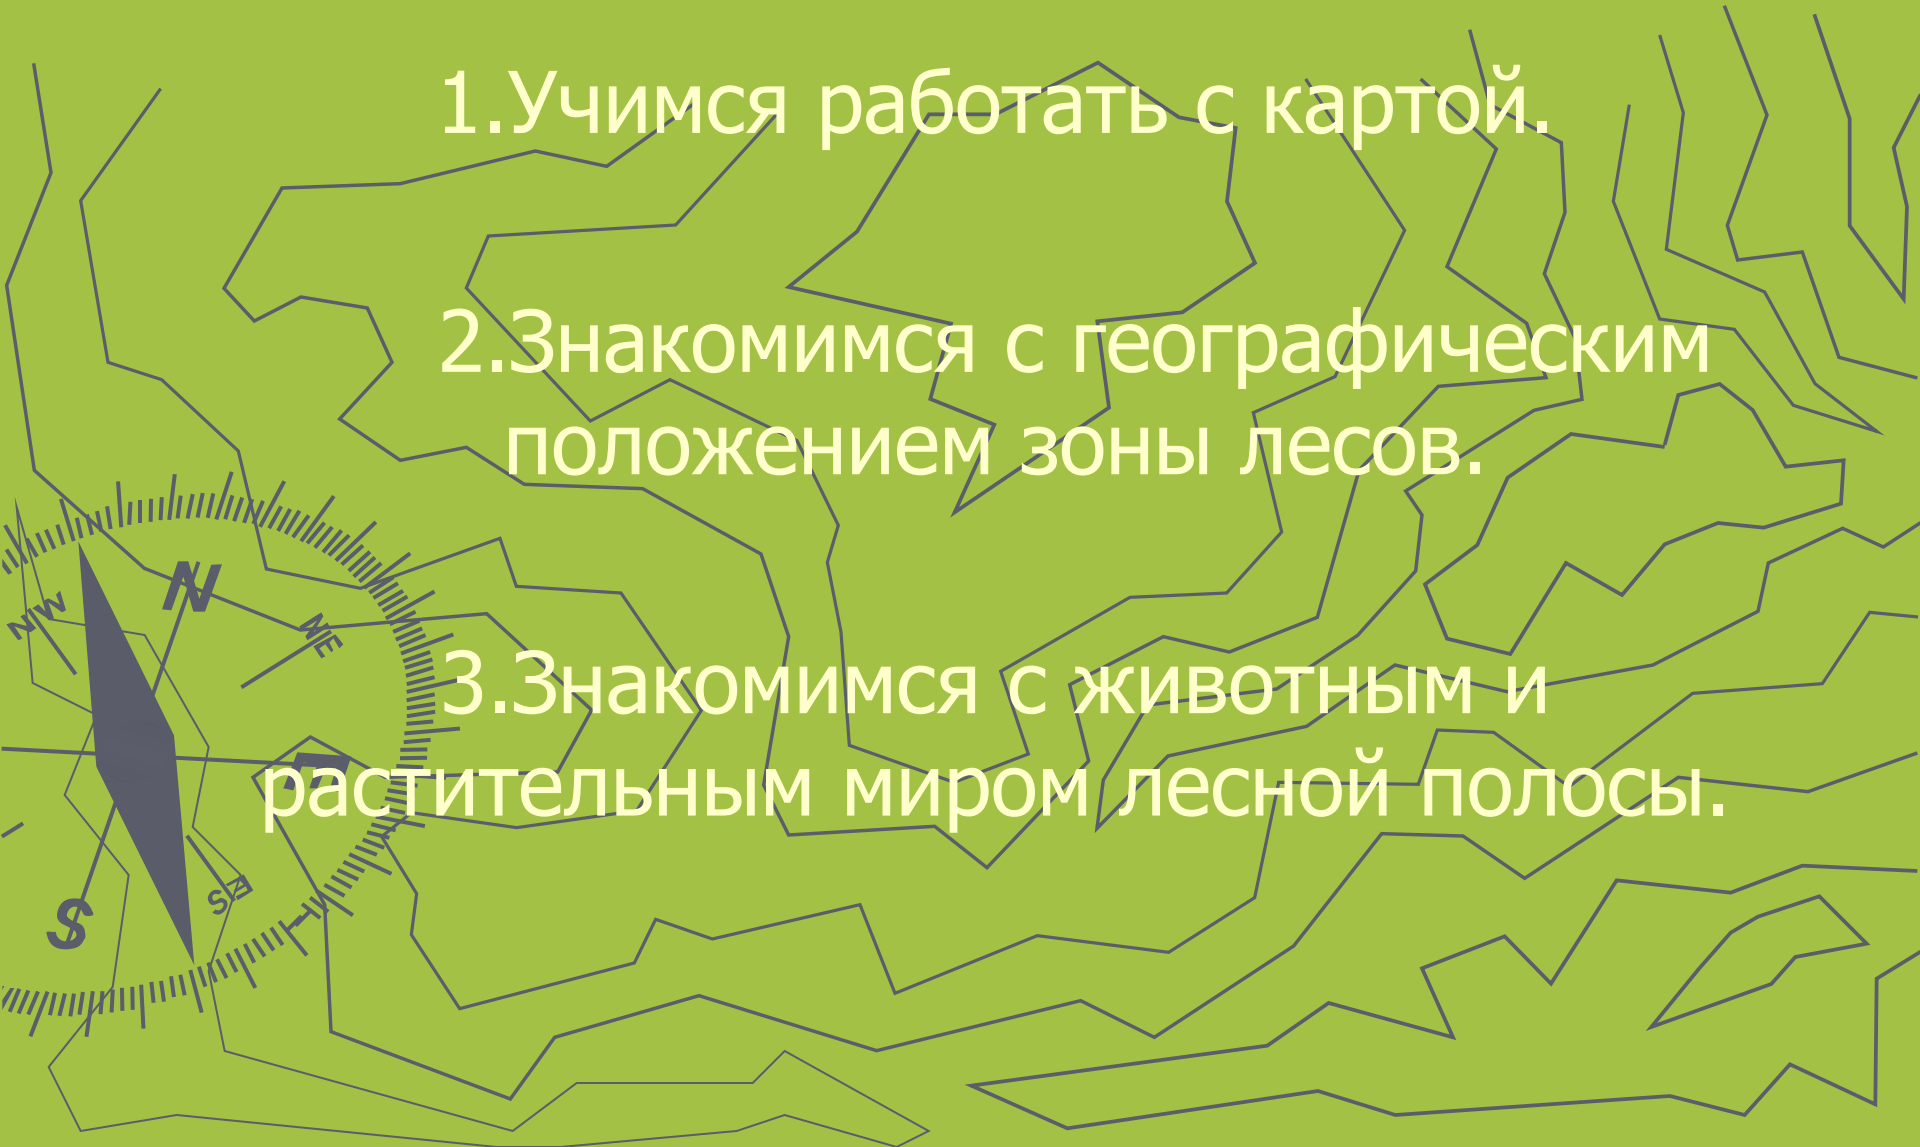 1.Учимся работать с картой.
2.Знакомимся с географическим
положением зоны лесов.
3.Знакомимся с животным и
растительным миром лесной полосы.
NW
N
NE
E
SE
S